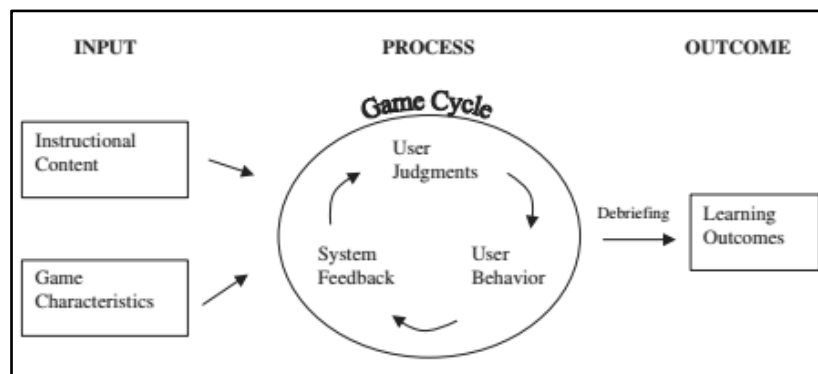 INPUT
PROCESS
OUTCOME
Game Cycle
Instructional
Content
User
Judgments
Debriefing
Learning
Outcomes
System
Feedback
User
Behavior
Game
Characteristics